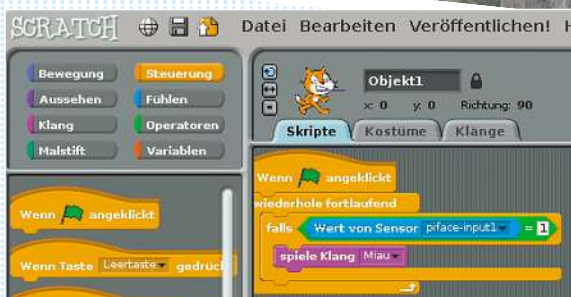 SCRATCH Datei Bearbeiten Veröffentlichen!
Bewegung Steuerung
Aussehen Fühlen
Klang Operatoren
Malstift Variablen
Objekt1
x: 0 y: 0 Richtung: 90
Skripte Kostüme Klänge
Wenn angeklickt
Wenn Taste Leertaste gedrück
Wenn angeklickt
wiederhole fortlaufend
falls Wert von Sensor piface-input1 = 1
spiele Klang Miau